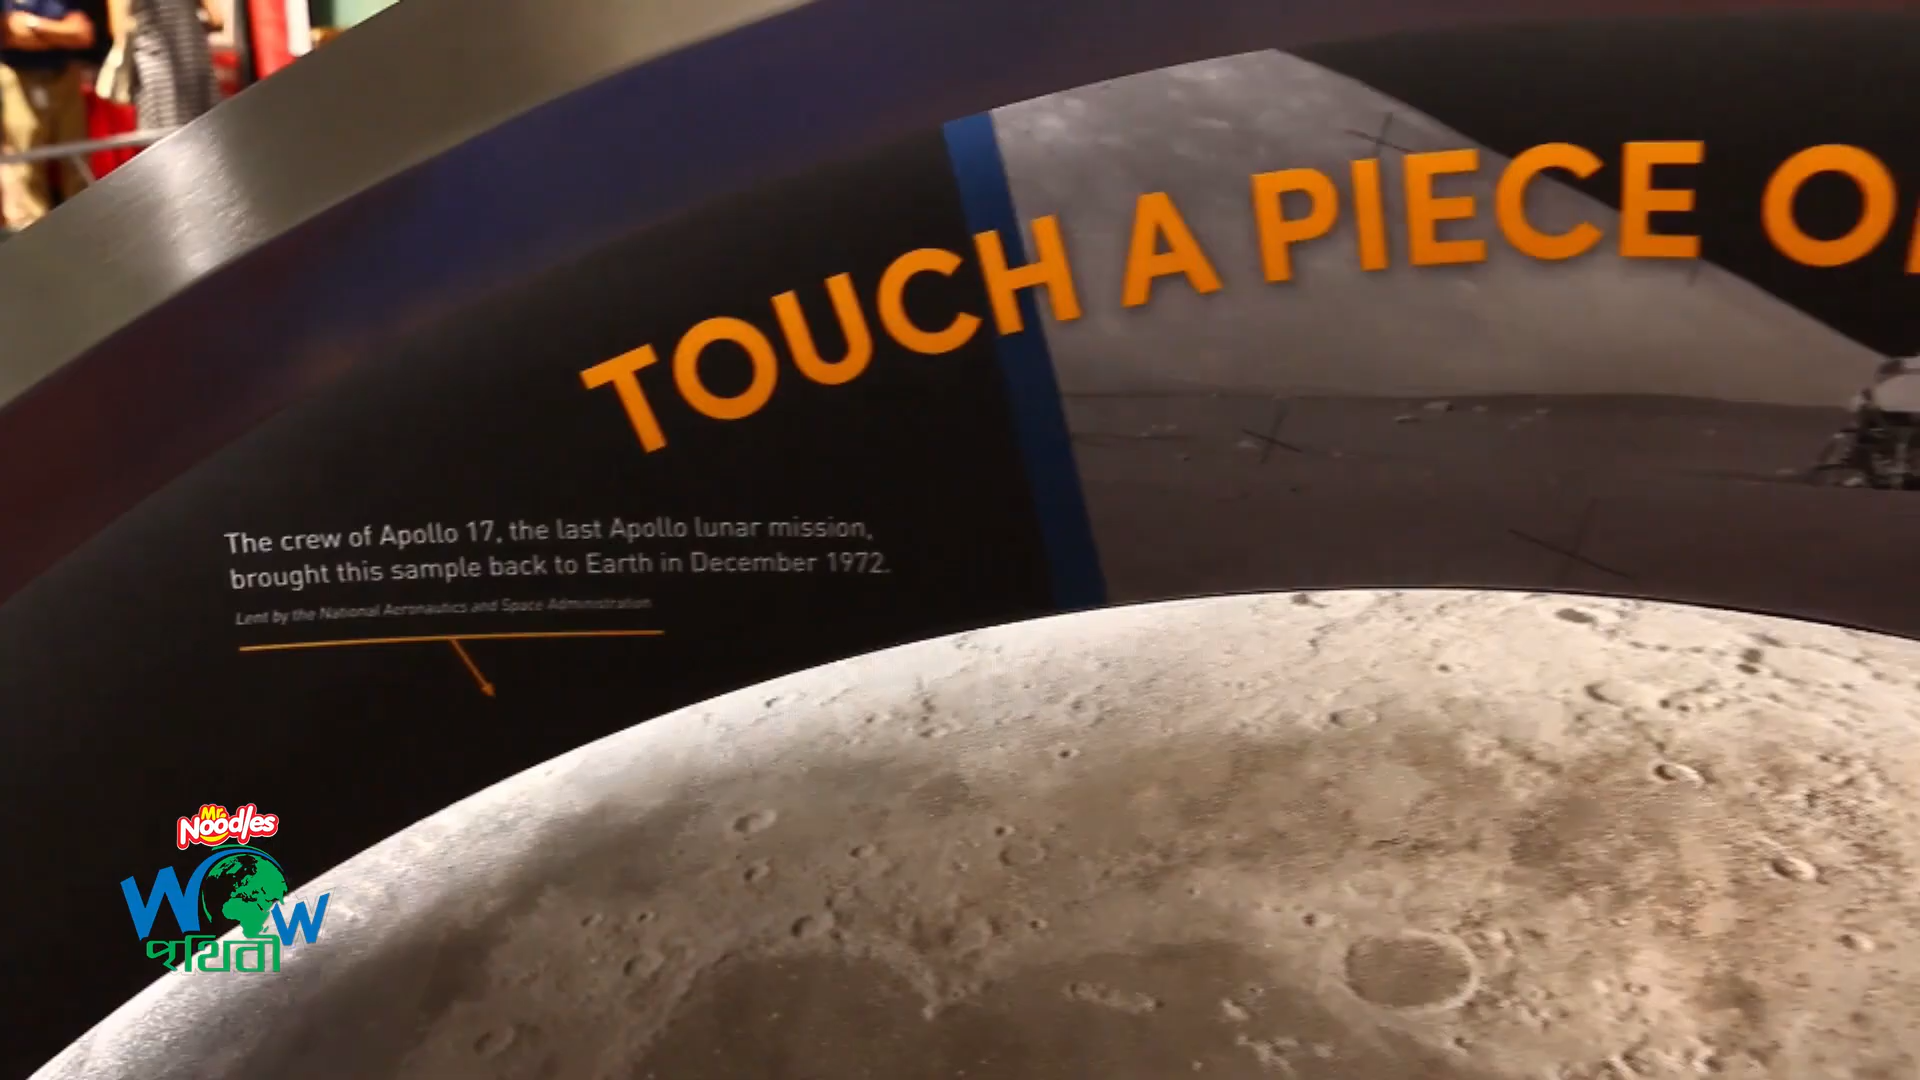 TOUCH A PIECE
The crew of Apollo 17, the last Apollo lunar mission,
brought this sample back to Earth in December 1972.
Lent by the National Aeronautics and Space Administration
Mr. Noodles
WOW
পৃথিবী